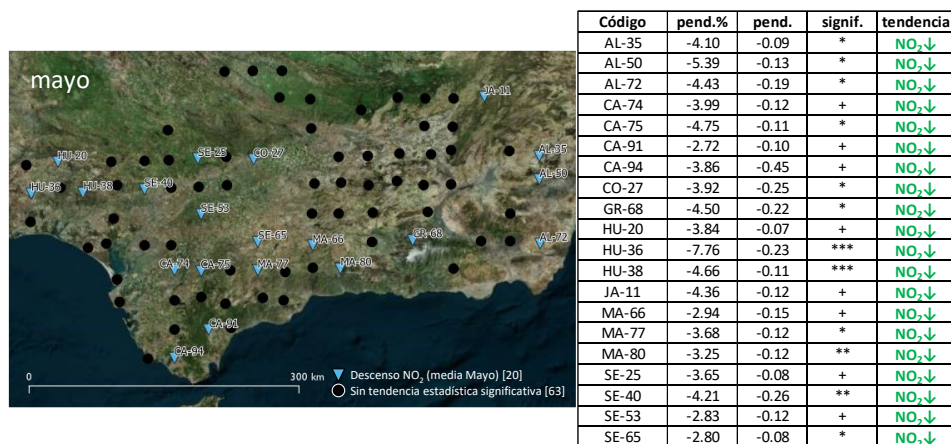 mayo
JA-11
HU-20
SE-25
CO-27
AL-35
HU-36
HU-38
SE-40
AL-50
SE-53
SE-65
MA-66
GR-68
AL-72
CA-74
CA-75
MA-77
MA-80
CA-91
CA-94
0 300 km
Descenso NO₂ (media Mayo) [20]
Sin tendencia estadística significativa [63]
Código pend.% pend. signif. tendencia
AL-35 -4.10 -0.09 * NO₂↓
AL-50 -5.39 -0.13 * NO₂↓
AL-72 -4.43 -0.19 * NO₂↓
CA-74 -3.99 -0.12 + NO₂↓
CA-75 -4.75 -0.11 * NO₂↓
CA-91 -2.72 -0.10 + NO₂↓
CA-94 -3.86 -0.45 + NO₂↓
CO-27 -3.92 -0.25 * NO₂↓
GR-68 -4.50 -0.22 * NO₂↓
HU-20 -3.84 -0.07 + NO₂↓
HU-36 -7.76 -0.23 *** NO₂↓
HU-38 -4.66 -0.11 *** NO₂↓
JA-11 -4.36 -0.12 + NO₂↓
MA-66 -2.94 -0.15 + NO₂↓
MA-77 -3.68 -0.12 * NO₂↓
MA-80 -3.25 -0.12 ** NO₂↓
SE-25 -3.65 -0.08 + NO₂↓
SE-40 -4.21 -0.26 ** NO₂↓
SE-53 -2.83 -0.12 + NO₂↓
SE-65 -2.80 -0.08 * NO₂↓